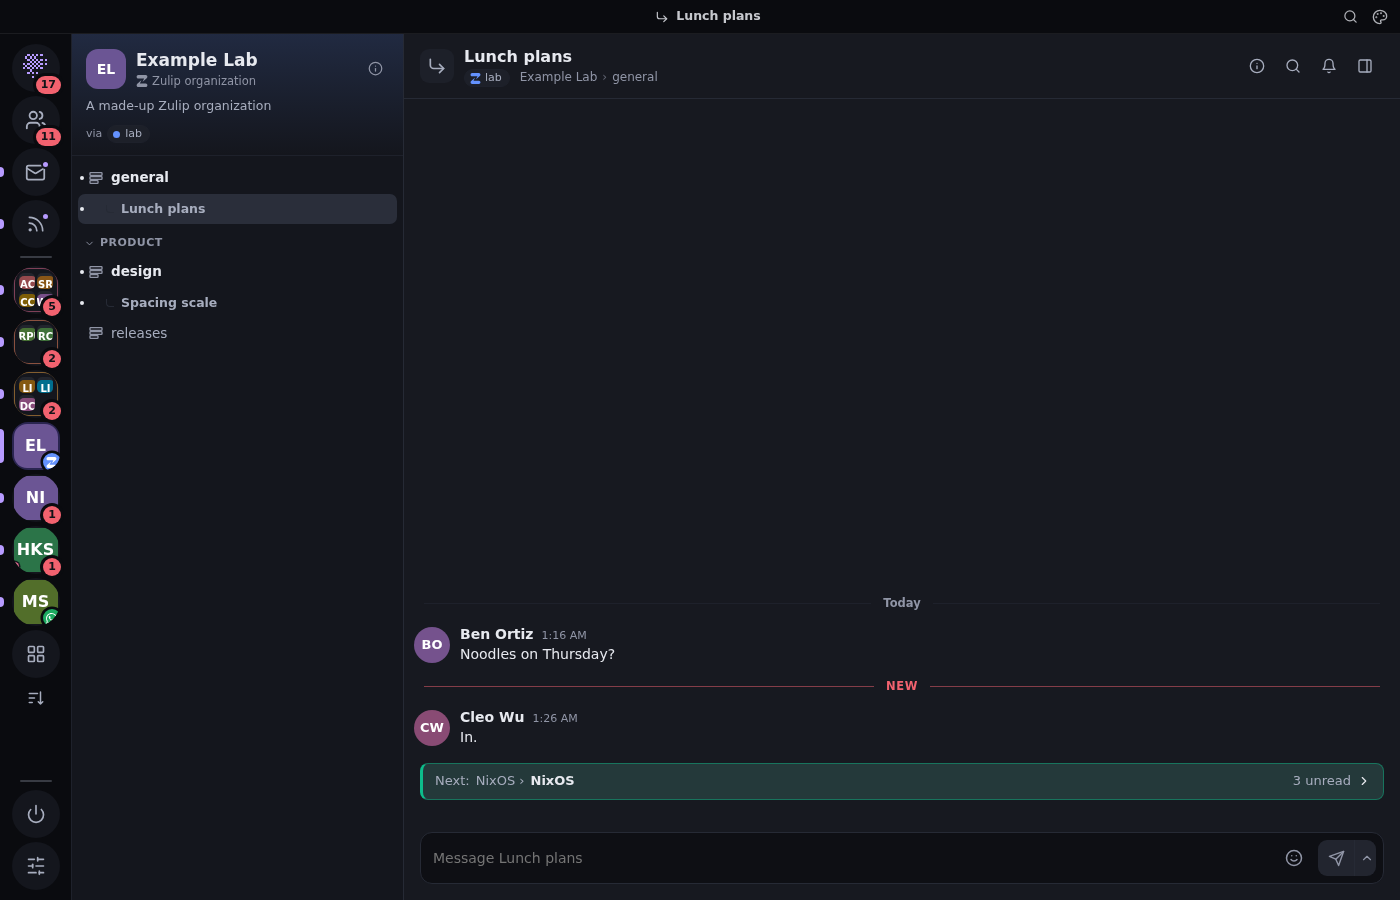 Lunch plans
17
11
AC SR
CC
5
RP RC
2
LI LI
DC
2
EL
NI
1
HKS
1
MS
EL
Example Lab
Zulip organization
A made-up Zulip organization
via lab
general
Lunch plans
PRODUCT
design
Spacing scale
releases
Lunch plans
lab Example Lab › general
Today
BO
Ben Ortiz 1:16 AM
Noodles on Thursday?
NEW
CW
Cleo Wu 1:26 AM
In.
Next: NixOS › NixOS 3 unread
Message Lunch plans